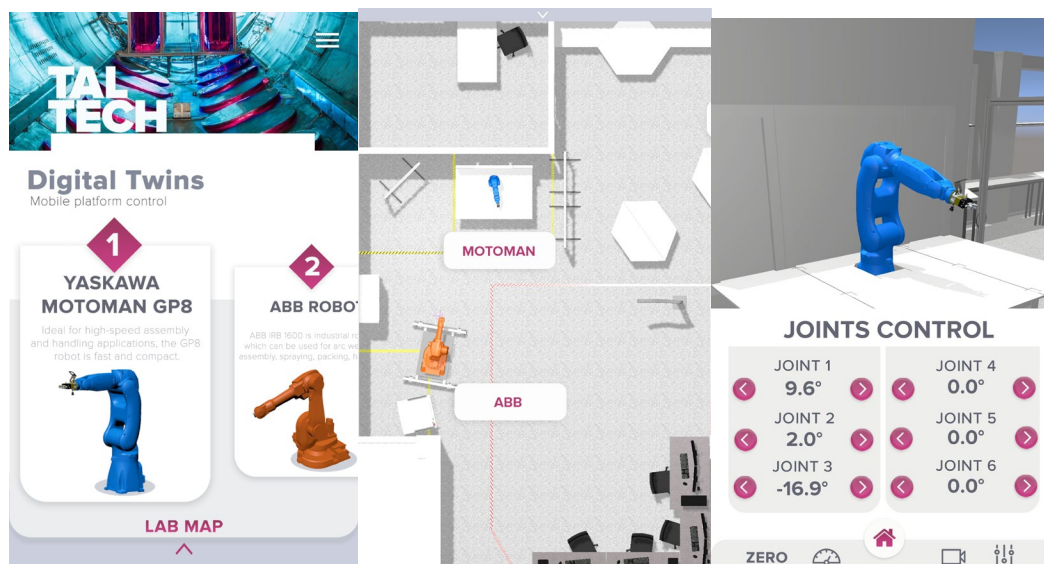 TAL
TECH
Digital Twins
Mobile platform control
1
YASKAWA
MOTOMAN GP8
Ideal for high-speed assembly
and handling applications, the GP8
robot is fast and compact.
2
ABB ROBOT
ABB IRB 1600 is industrial ro
which can be used for arc we
assembly, spraying, packing, h
LAB MAP
MOTOMAN
ABB
JOINTS CONTROL
JOINT 1
9.6°
JOINT 2
2.0°
JOINT 3
-16.9°
JOINT 4
0.0°
JOINT 5
0.0°
JOINT 6
0.0°
ZERO